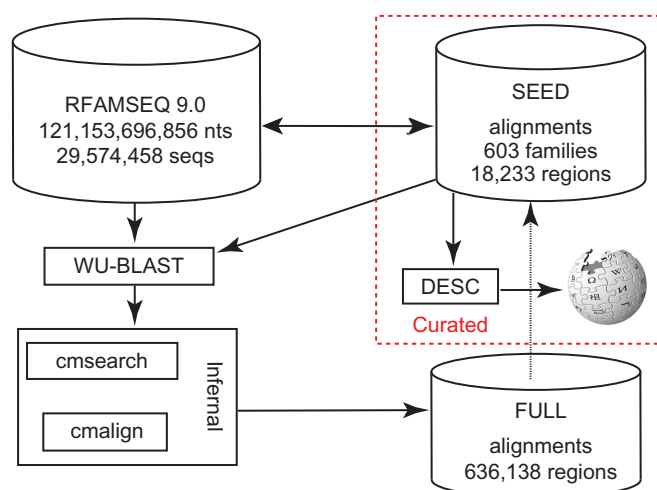 RFAMSEQ 9.0
121,153,696,856 nts
29,574,458 seqs
SEED
alignments
603 families
18,233 regions
WU-BLAST
DESC
Curated
cmsearch
cmalign
Infernal
FULL
alignments
636,138 regions